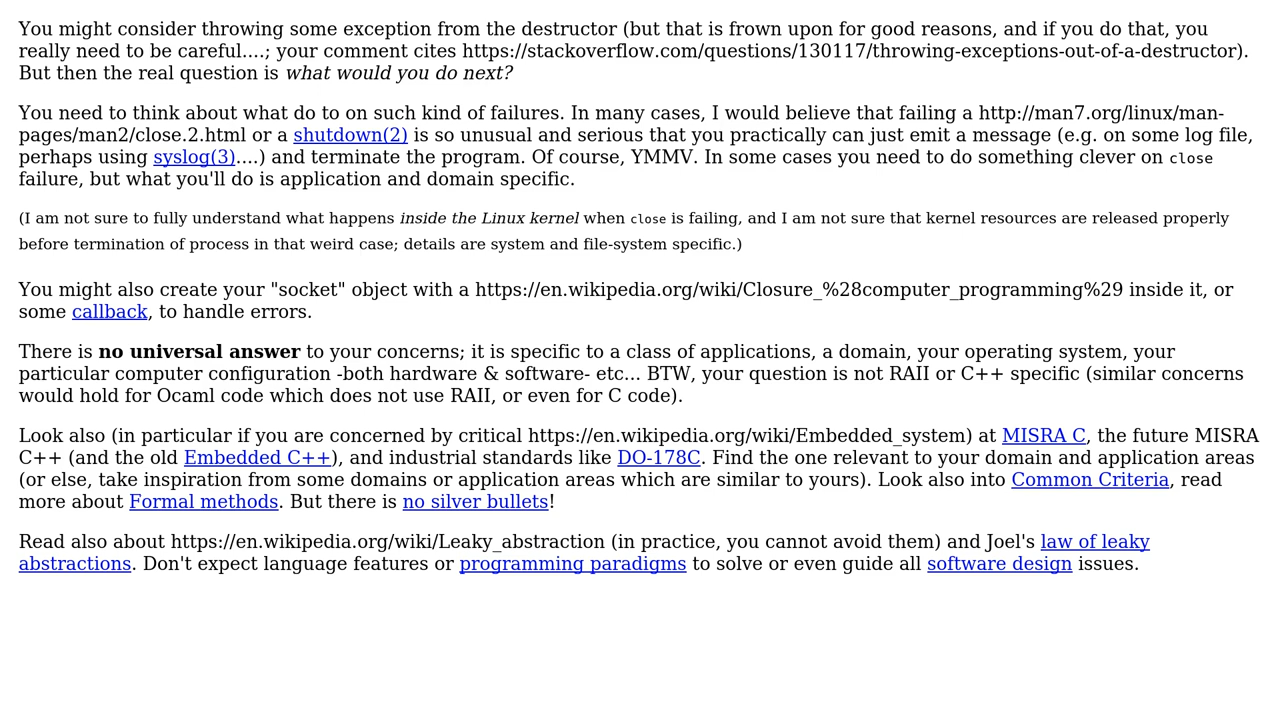 You might consider throwing some exception from the destructor (but that is frown upon for good reasons, and if you do that, you
really need to be careful....; your comment cites https://stackoverflow.com/questions/130117/throwing-exceptions-out-of-a-destructor).
But then the real question is what would you do next?
You need to think about what do to on such kind of failures. In many cases, I would believe that failing a http://man7.org/linux/man-
pages/man2/close.2.html or a shutdown(2) is so unusual and serious that you practically can just emit a message (e.g. on some log file,
perhaps using syslog(3)....) and terminate the program. Of course, YMMV. In some cases you need to do something clever on close
failure, but what you'll do is application and domain specific.
(I am not sure to fully understand what happens inside the Linux kernel when close is failing, and I am not sure that kernel resources are released properly
before termination of process in that weird case; details are system and file-system specific.)
You might also create your "socket" object with a https://en.wikipedia.org/wiki/Closure_%28computer_programming%29 inside it, or
some callback, to handle errors.
There is no universal answer to your concerns; it is specific to a class of applications, a domain, your operating system, your
particular computer configuration -both hardware & software- etc... BTW, your question is not RAII or C++ specific (similar concerns
would hold for Ocaml code which does not use RAII, or even for C code).
Look also (in particular if you are concerned by critical https://en.wikipedia.org/wiki/Embedded_system) at MISRA C, the future MISRA
C++ (and the old Embedded C++), and industrial standards like DO-178C. Find the one relevant to your domain and application areas
(or else, take inspiration from some domains or application areas which are similar to yours). Look also into Common Criteria, read
more about Formal methods. But there is no silver bullets!
Read also about https://en.wikipedia.org/wiki/Leaky_abstraction (in practice, you cannot avoid them) and Joel's law of leaky
abstractions. Don't expect language features or programming paradigms to solve or even guide all software design issues.